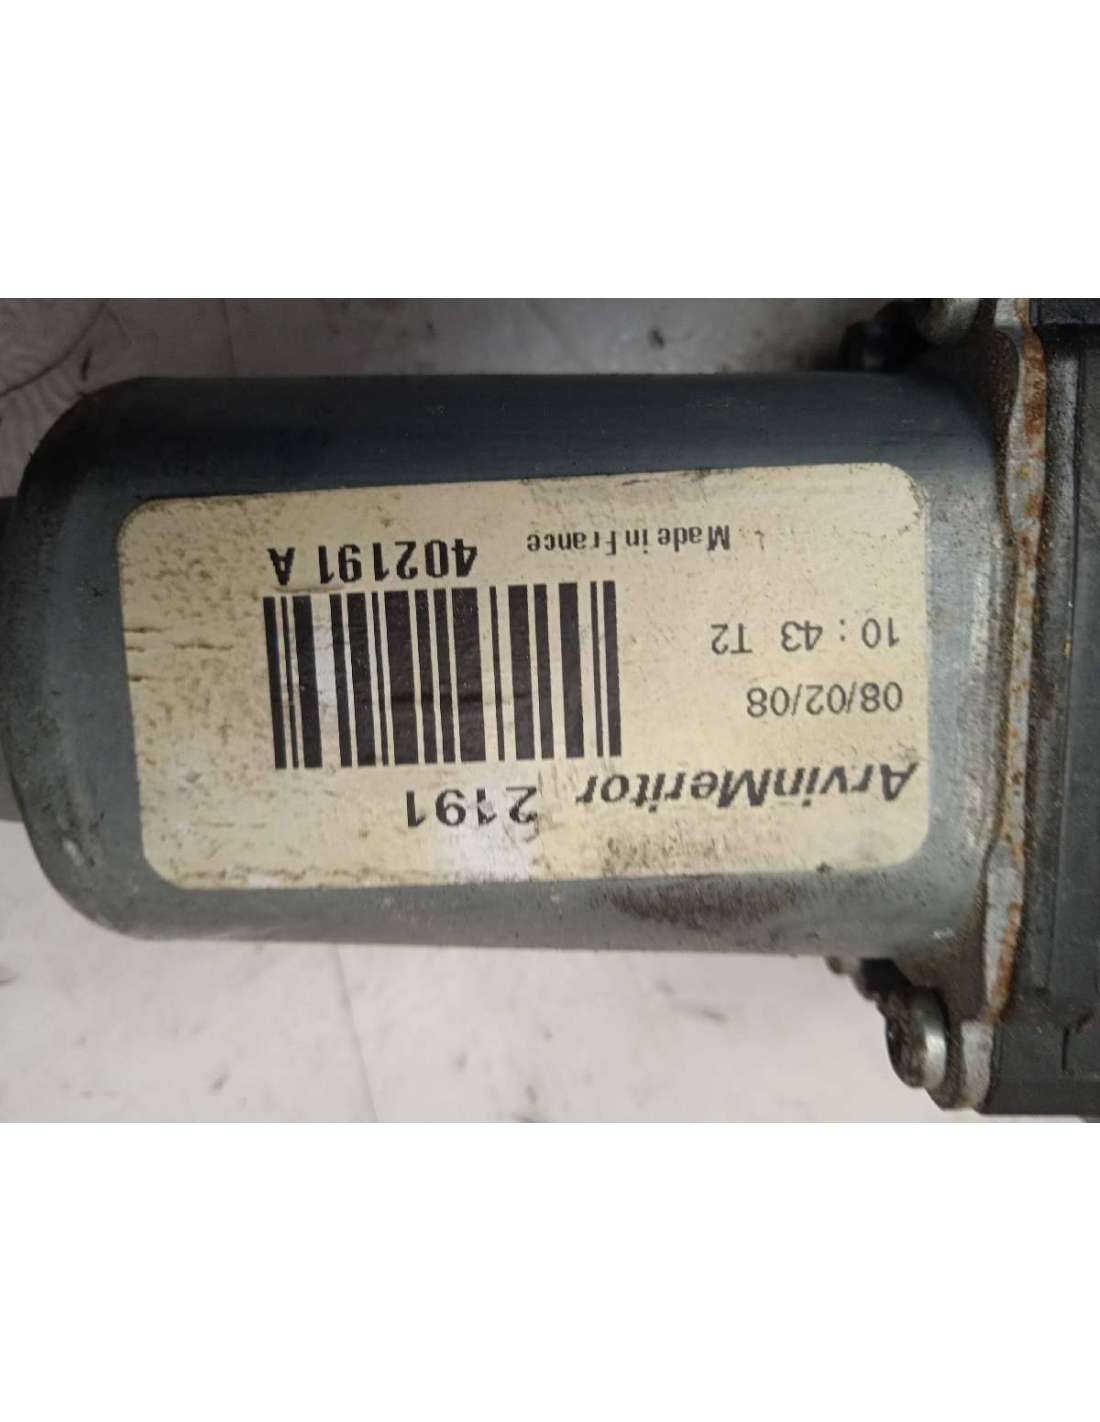 ArvinMeritor 2191
08/02/08
10 : 43 T2
Made in France 402191 A